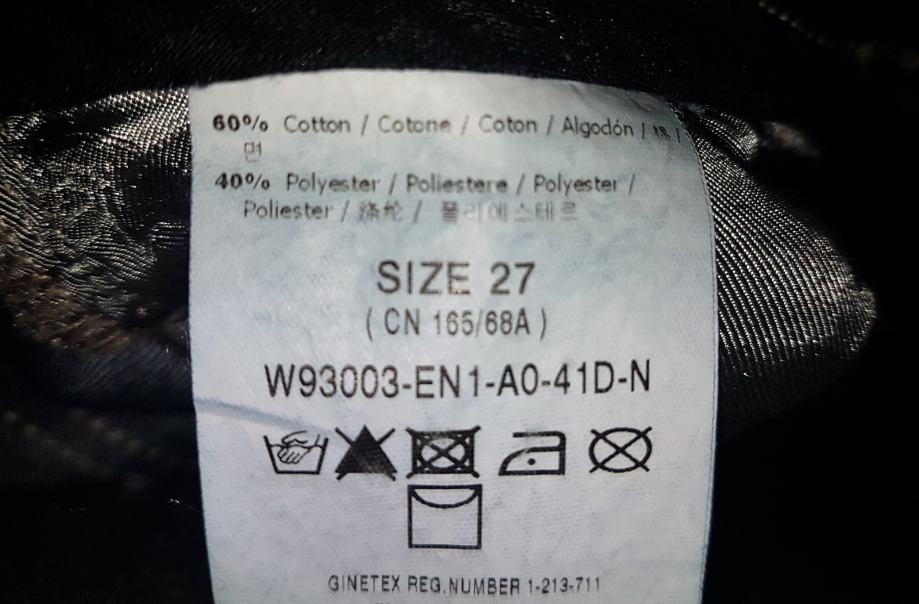 60% Cotton / Cotone / Coton / Algodón / 棉 /
면
40% Polyester / Poliestere / Polyester /
Poliester / 涤纶 / 폴리에스테르
SIZE 27
( CN 165/68A )
W93003-EN1-A0-41D-N
GINETEX REG.NUMBER 1-213-711